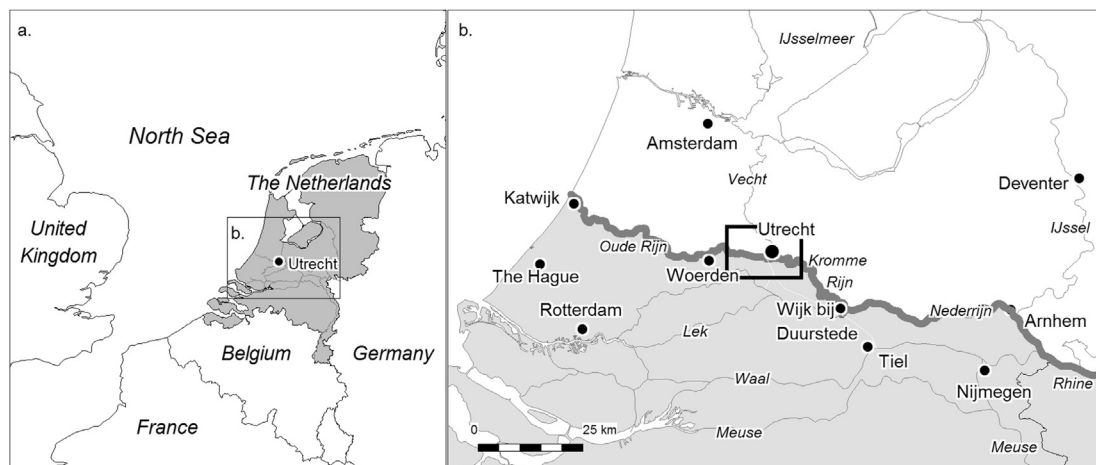 a.
North Sea
The Netherlands
United
Kingdom
b.
Utrecht
Belgium
Germany
France
b.
IJsselmeer
Amsterdam
Vecht
Deventer
IJssel
Katwijk
Utrecht
Oude Rijn
Kromme
Rijn
The Hague
Woerden
Rotterdam
Wijk bij
Duurstede
Nederrijn
Arnhem
Lek
Tiel
Waal
Nijmegen
Rhine
0
25 km
Meuse
Meuse